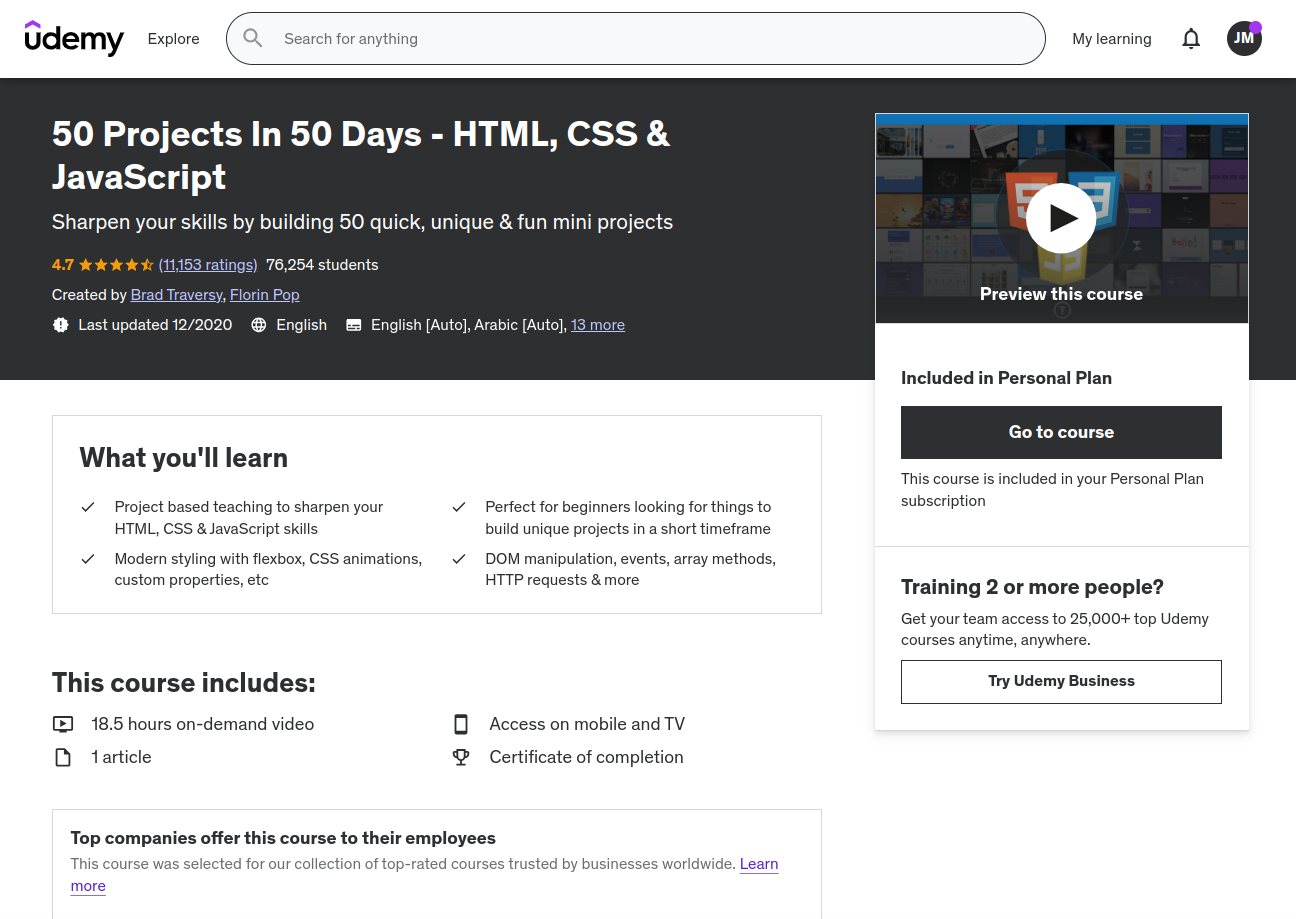 udemy
Explore
Search for anything
My learning
JM
50 Projects In 50 Days - HTML, CSS &
JavaScript
Sharpen your skills by building 50 quick, unique & fun mini projects
4.7 (11,153 ratings) 76,254 students
Created by Brad Traversy, Florin Pop
Last updated 12/2020 English English [Auto], Arabic [Auto], 13 more
Preview this course
Included in Personal Plan
Go to course
This course is included in your Personal Plan
subscription
Training 2 or more people?
Get your team access to 25,000+ top Udemy
courses anytime, anywhere.
Try Udemy Business
What you'll learn
Project based teaching to sharpen your
HTML, CSS & JavaScript skills
Perfect for beginners looking for things to
build unique projects in a short timeframe
Modern styling with flexbox, CSS animations,
custom properties, etc
DOM manipulation, events, array methods,
HTTP requests & more
This course includes:
18.5 hours on-demand video
Access on mobile and TV
1 article
Certificate of completion
Top companies offer this course to their employees
This course was selected for our collection of top-rated courses trusted by businesses worldwide. Learn
more